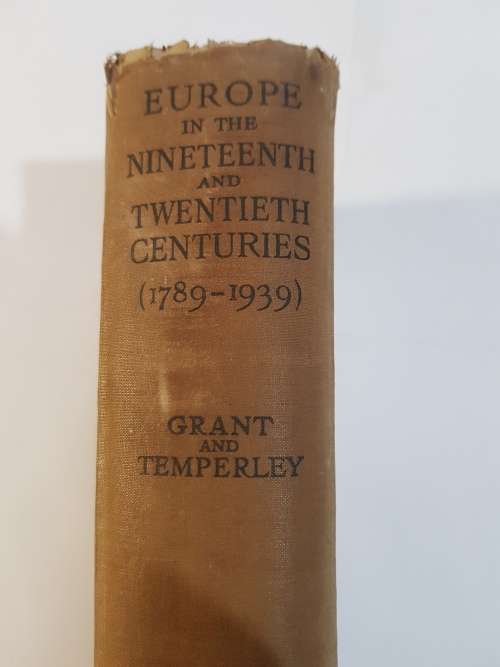 EUROPE
IN THE
NINETEENTH
AND
TWENTIETH
CENTURIES
(1789-1939)
GRANT
AND
TEMPERLEY